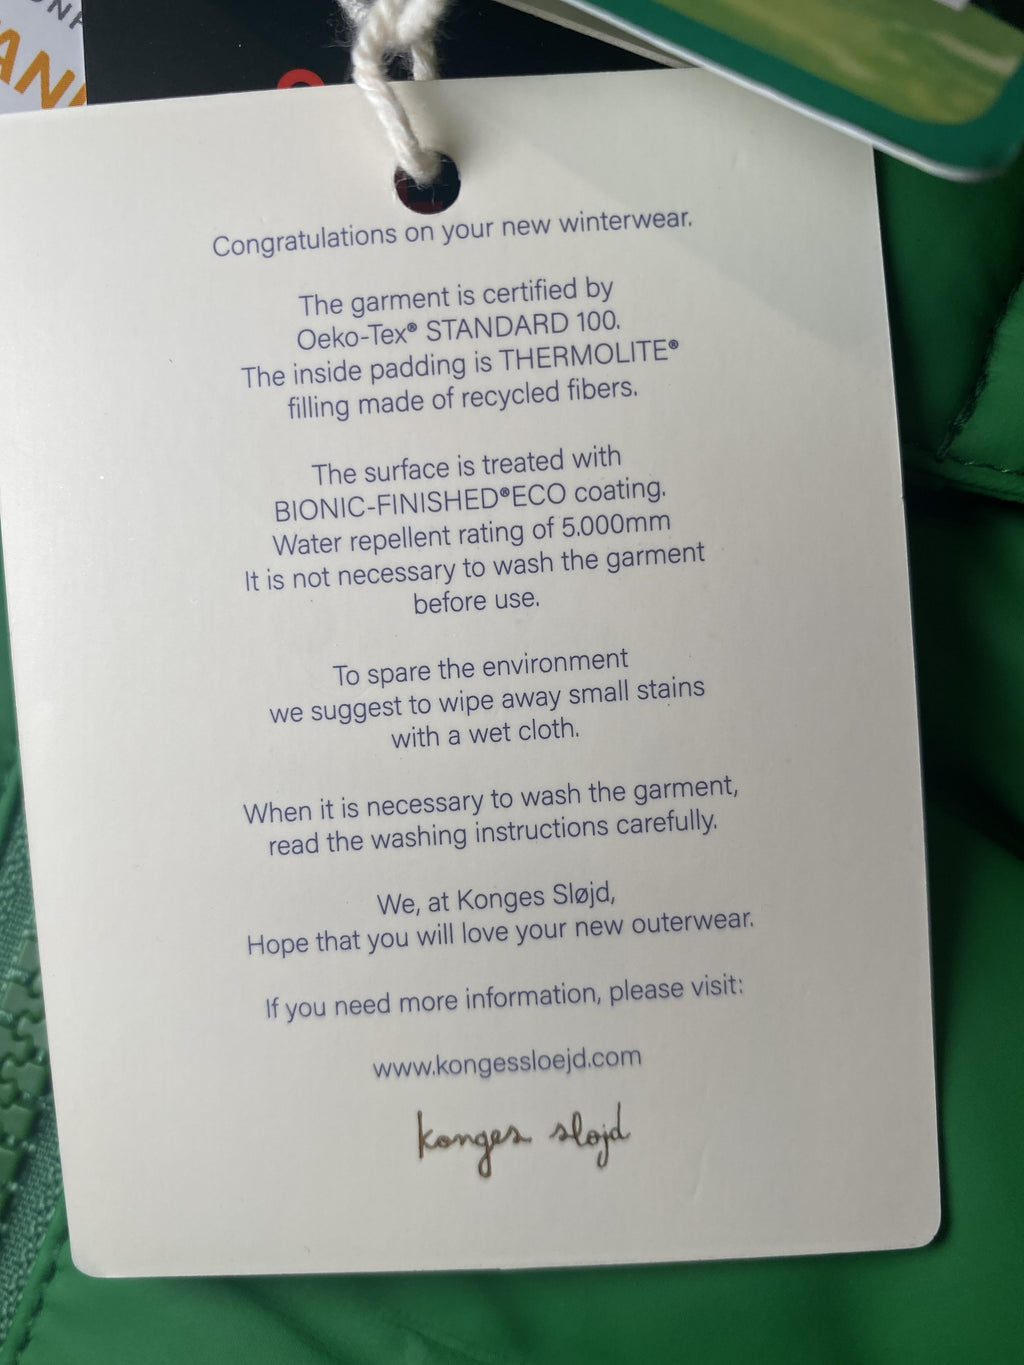 Congratulations on your new winterwear.
The garment is certified by
Oeko-Tex® STANDARD 100.
The inside padding is THERMOLITE®
filling made of recycled fibers.
The surface is treated with
BIONIC-FINISHED®ECO coating.
Water repellent rating of 5.000mm
It is not necessary to wash the garment
before use.
To spare the environment
we suggest to wipe away small stains
with a wet cloth.
When it is necessary to wash the garment,
read the washing instructions carefully.
We, at Konges Sløjd,
Hope that you will love your new outerwear.
If you need more information, please visit:
www.kongessloejd.com
konges sløjd